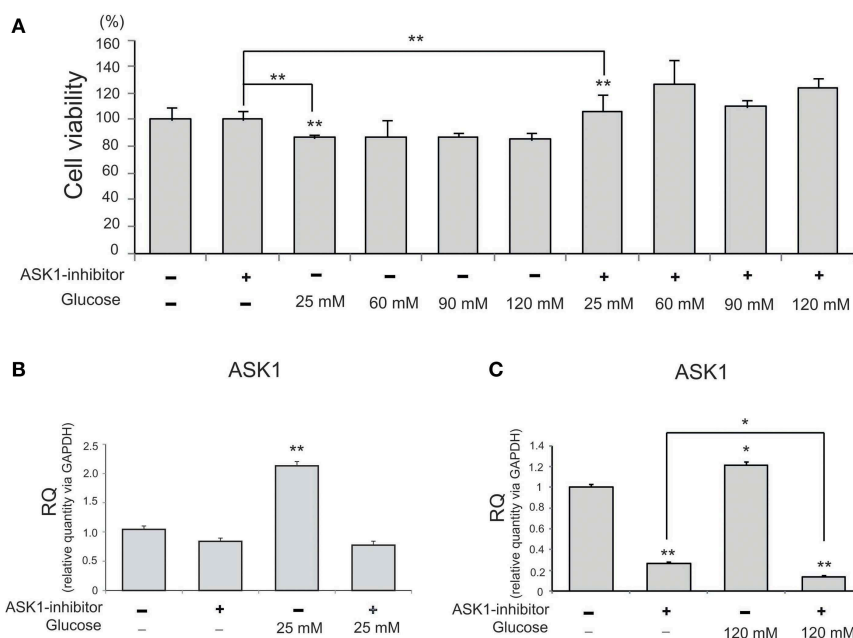 A
(%)
Cell viability
160
140
120
100
80
60
40
20
0
**
**
**
**
ASK1-inhibitor - + - - - - + + + +
Glucose - - 25 mM 60 mM 90 mM 120 mM 25 mM 60 mM 90 mM 120 mM
B
ASK1
RQ
(relative quantity via GAPDH)
2.5
2.0
1.5
1.0
0.5
0
**
ASK1-inhibitor - + - +
Glucose - - 25 mM 25 mM
C
ASK1
RQ
(relative quantity via GAPDH)
1.4
1.2
1
0.8
0.6
0.4
0.2
0
*
*
**
**
ASK1-inhibitor - + - +
Glucose - - 120 mM 120 mM